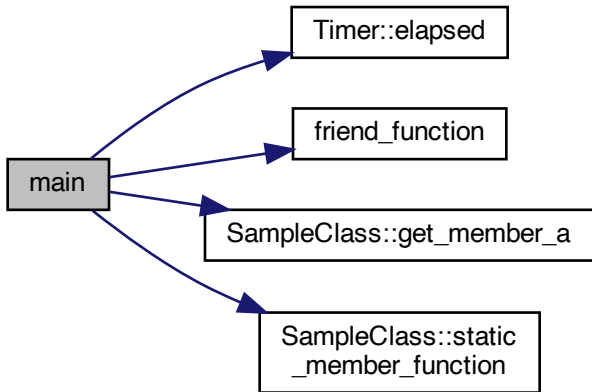 Timer::elapsed
friend_function
main
SampleClass::get_member_a
SampleClass::static
_member_function